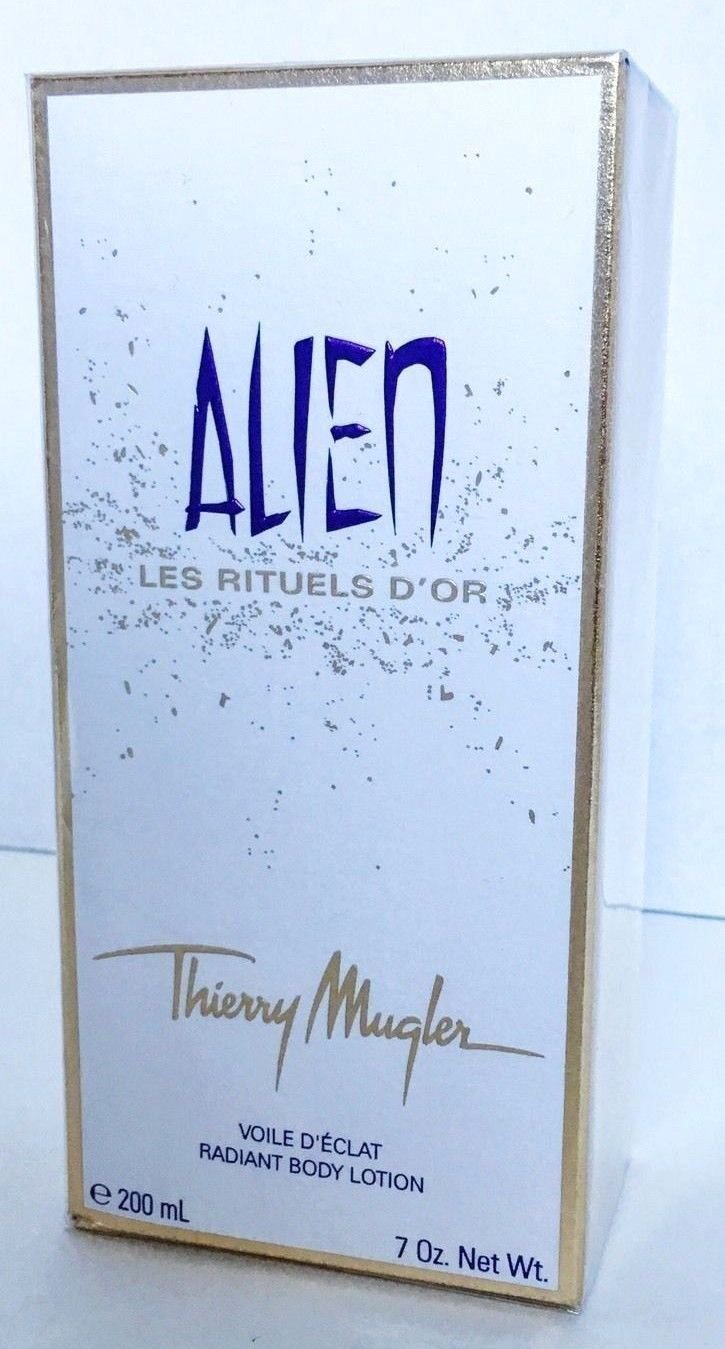 ALIEN
LES RITUELS D'OR
Thierry Mugler
VOILE D'ÉCLAT
RADIANT BODY LOTION
℮ 200 mL
7 Oz. Net Wt.